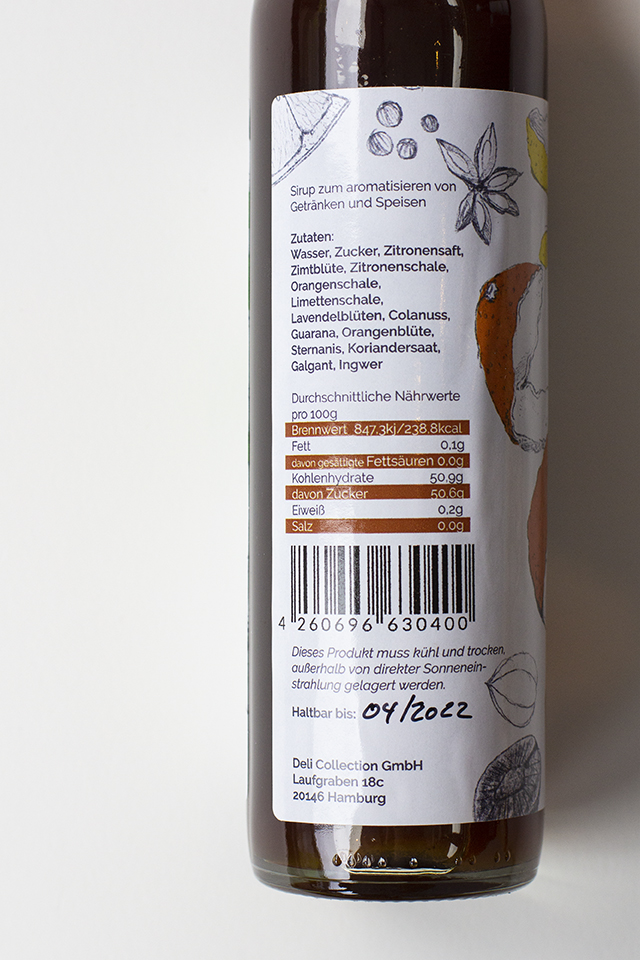 Sirup zum aromatisieren von
Getränken und Speisen
Zutaten:
Wasser, Zucker, Zitronensaft,
Zimtblüte, Zitronenschale,
Orangenschale,
Limettenschale,
Lavendelblüten, Colanuss,
Guarana, Orangenblüte,
Sternanis, Koriandersaat,
Galgant, Ingwer
Durchschnittliche Nährwerte
pro 100g
Brennwert 847.3kj/238.8kcal
Fett 0,1g
davon gesättigte Fettsäuren 0.0g
Kohlenhydrate 50.9g
davon Zucker 50,6g
Eiweiß 0,2g
Salz 0.0g
4 260696 630400
Dieses Produkt muss kühl und trocken,
außerhalb von direkter Sonnenein-
strahlung gelagert werden.
Haltbar bis: 04/2022
Deli Collection GmbH
Laufgraben 18c
20146 Hamburg